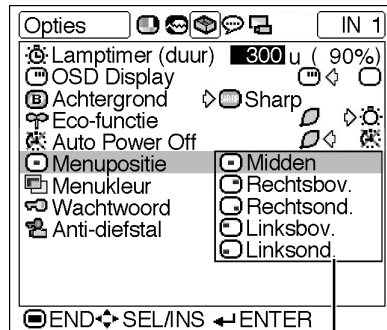 Opties IN 1
Lamptimer (duur) 300 u ( 90%)
OSD Display
B Achtergrond Sharp
Eco-functie
Auto Power Off
Menupositie Midden
Menukleur Rechtsbov.
Wachtwoord Rechtsond.
Anti-diefstal Linksbov.
Linksond.
END SEL/INS ENTER